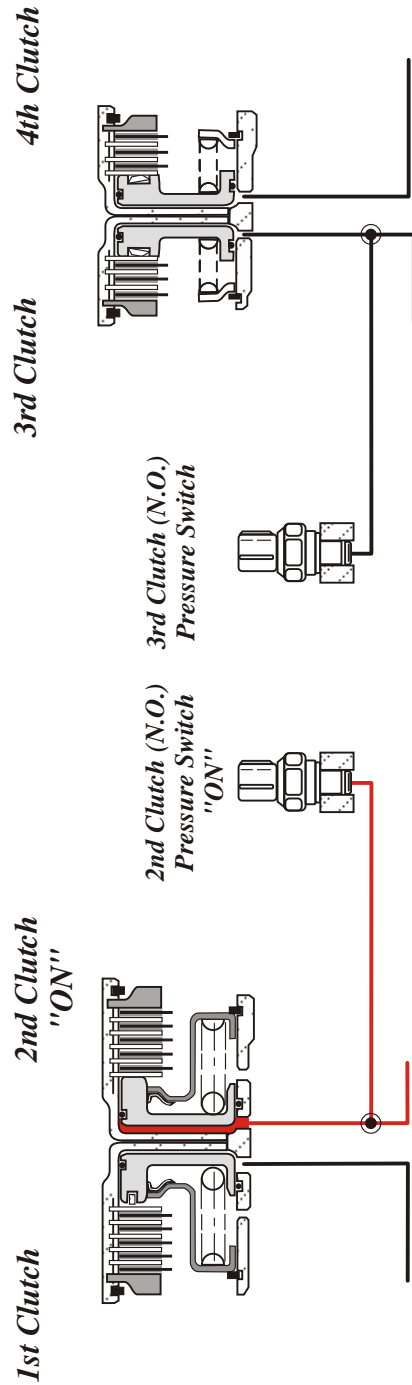 1st Clutch
2nd Clutch
"ON"
2nd Clutch (N.O.)
Pressure Switch
"ON"
3rd Clutch (N.O.)
Pressure Switch
3rd Clutch
4th Clutch